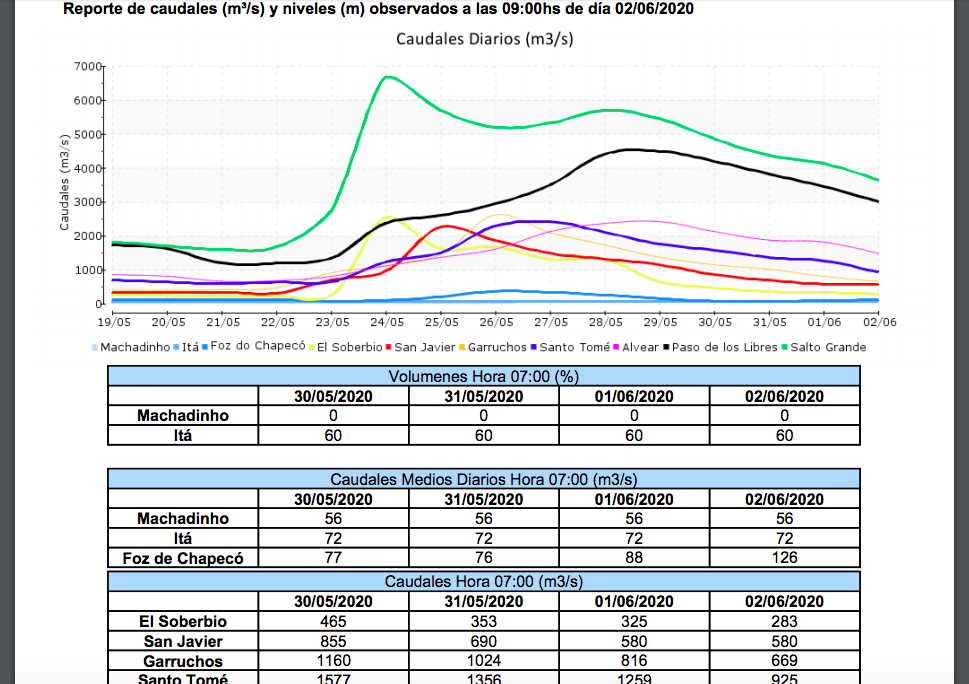 Reporte de caudales (m³/s) y niveles (m) observados a las 09:00hs de día 02/06/2020
Caudales Diarios (m3/s)
Caudales (m3/s)
7000
6000
5000
4000
3000
2000
1000
0
19/05 20/05 21/05 22/05 23/05 24/05 25/05 26/05 27/05 28/05 29/05 30/05 31/05 01/06 02/06
Machadinho Itá Foz do Chapecó El Soberbio San Javier Garruchos Santo Tomé Alvear Paso de los Libres Salto Grande
Volumenes Hora 07:00 (%)
30/05/2020 31/05/2020 01/06/2020 02/06/2020
Machadinho 0 0 0 0
Itá 60 60 60 60
Caudales Medios Diarios Hora 07:00 (m3/s)
30/05/2020 31/05/2020 01/06/2020 02/06/2020
Machadinho 56 56 56 56
Itá 72 72 72 72
Foz de Chapecó 77 76 88 126
Caudales Hora 07:00 (m3/s)
30/05/2020 31/05/2020 01/06/2020 02/06/2020
El Soberbio 465 353 325 283
San Javier 855 690 580 580
Garruchos 1160 1024 816 669
Santo Tomé 1577 1356 1259 925